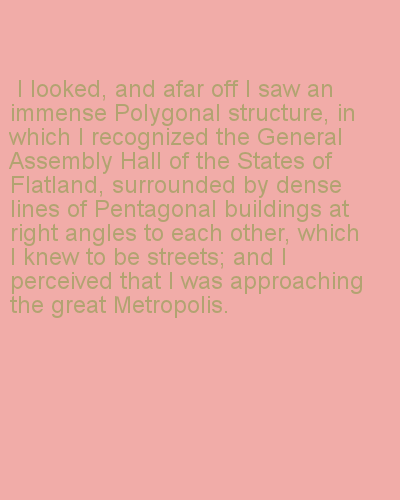 I looked, and afar off I saw an
immense Polygonal structure, in
which I recognized the General
Assembly Hall of the States of
Flatland, surrounded by dense
lines of Pentagonal buildings at
right angles to each other, which
I knew to be streets; and I
perceived that I was approaching
the great Metropolis.